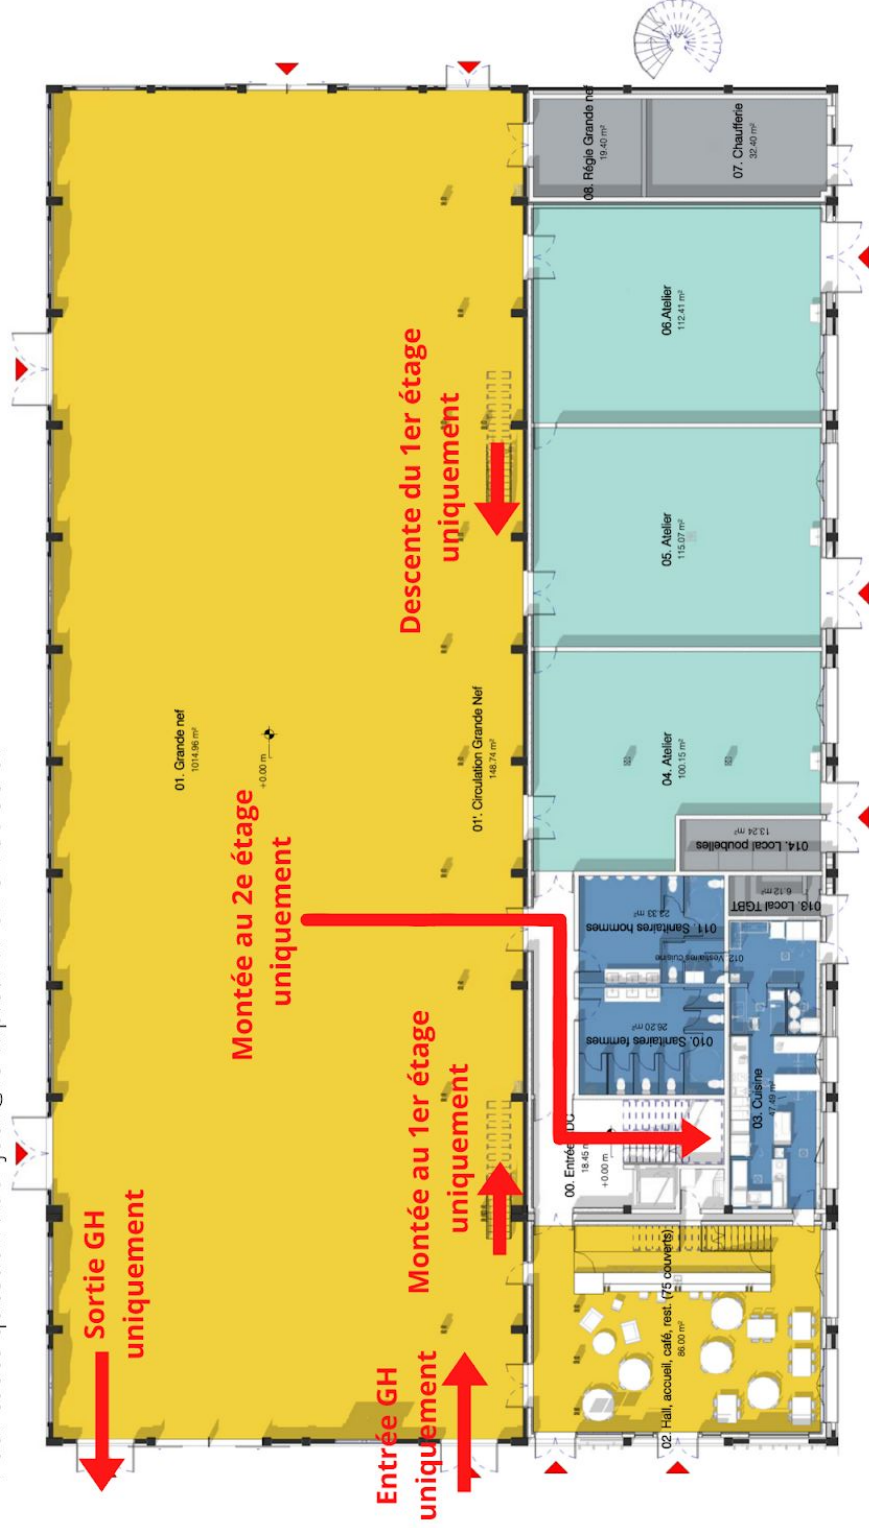 Sortie GH
uniquement
Entrée GH
uniquement
Montée au 1er étage
uniquement
Montée au 2e étage
uniquement
Descente du 1er étage
uniquement
01. Grande nef
1014.96 m²
+0.00 m
01'. Circulation Grande Nef
148.74 m²
02. Hall, accueil, café, rest. (75 couverts)
86.00 m²
00. Entrée
18.45 m
+0.00 m
03. Cuisine
47.49 m²
010. Sanitaires femmes
26.20 m²
011. Sanitaires hommes
23.33 m²
012. Vestiaires Cuisine
013. Local TGBT
6.12 m²
014. Local poubelles
13.24 m²
04. Atelier
100.15 m²
05. Atelier
115.07 m²
06.Atelier
112.41 m²
07. Chaufferie
32.40 m²
08. Régie Grande nef
19.40 m²